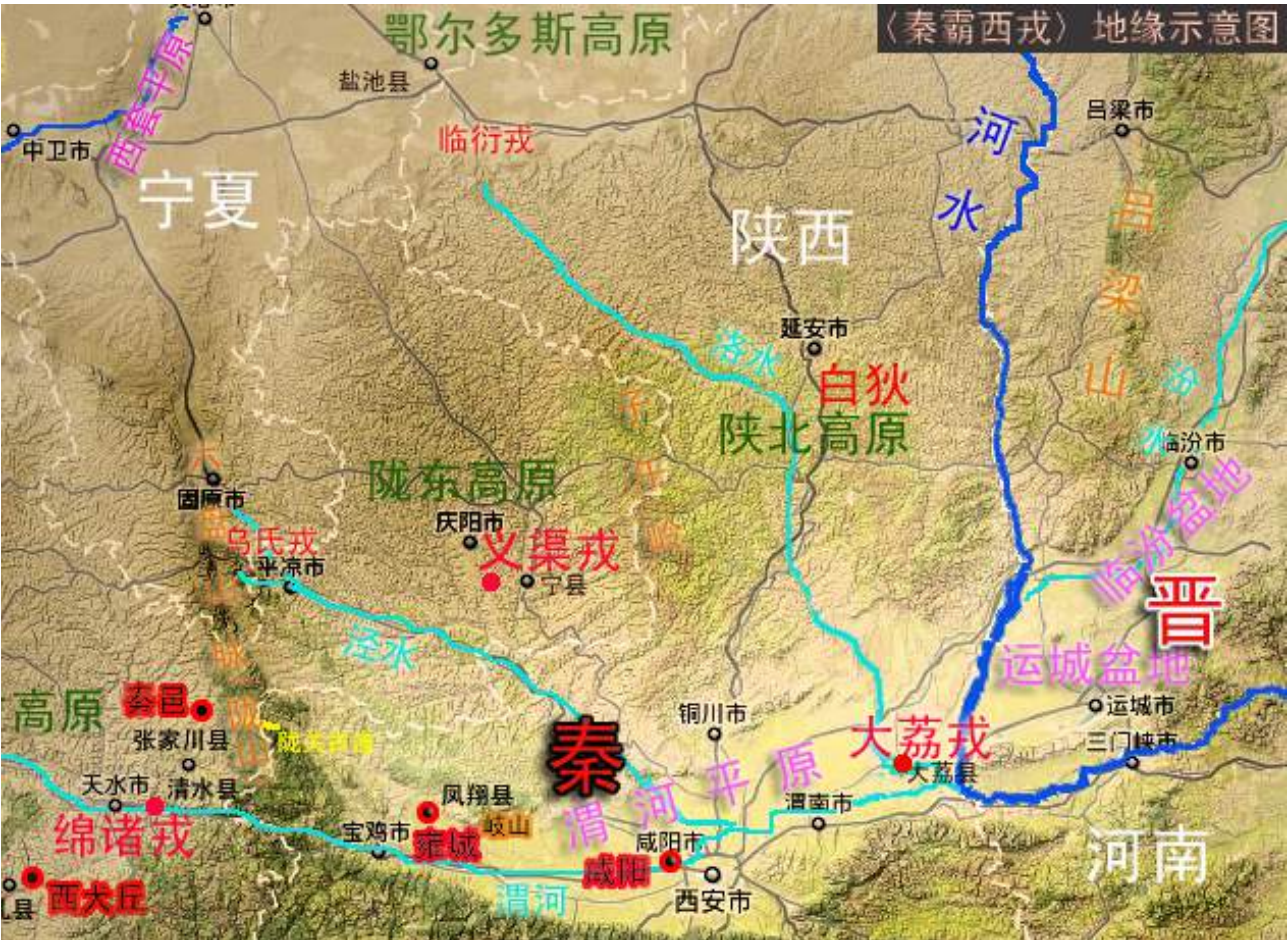 〈秦霸西戎〉地缘示意图
鄂尔多斯高原
盐池县
西套平原
中卫市
临衍戎
河水
吕梁市
宁夏
陕西
吕梁山
延安市
洛水
白狄
陕北高原
子午岭
汾水
临汾市
临汾盆地
陇东高原
固原市
庆阳市
乌氏戎
平凉市
义渠戎
宁县
六盘山
泾水
晋
运城盆地
运城市
三门峡市
高原
秦邑
张家川县
秦
铜川市
大荔戎
大荔县
渭河平原
天水市
清水县
绵诸戎
凤翔县
岐山
雍城
宝鸡市
渭南市
咸阳市
咸阳
西安市
渭河
河南
西犬丘
县